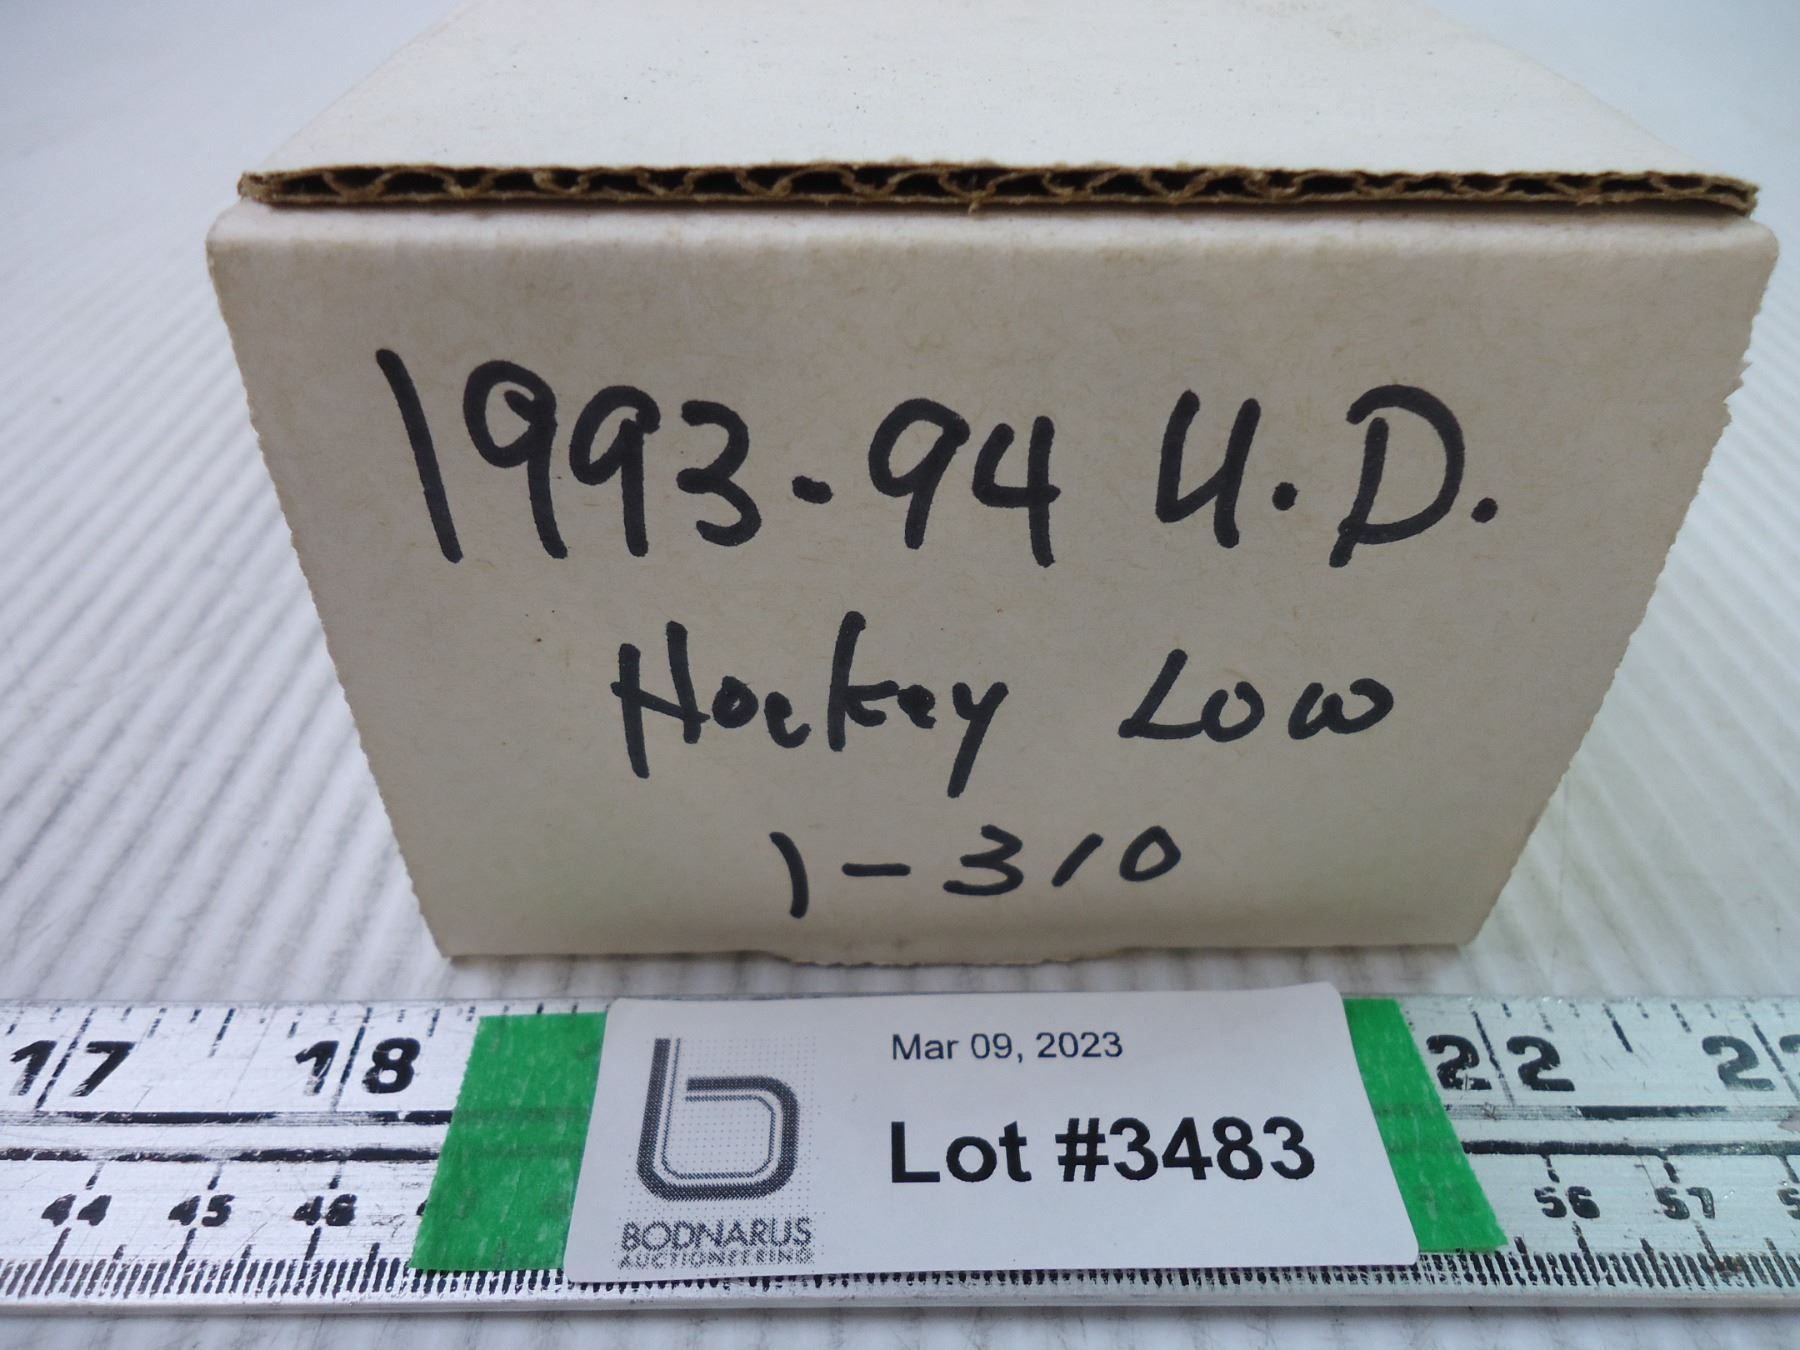 1993-94 U.D.
Hockey Low
1-310
Mar 09, 2023
Lot #3483
BODNARUS
AUCTIONEERING
17 18 22
44 45 46 56 57